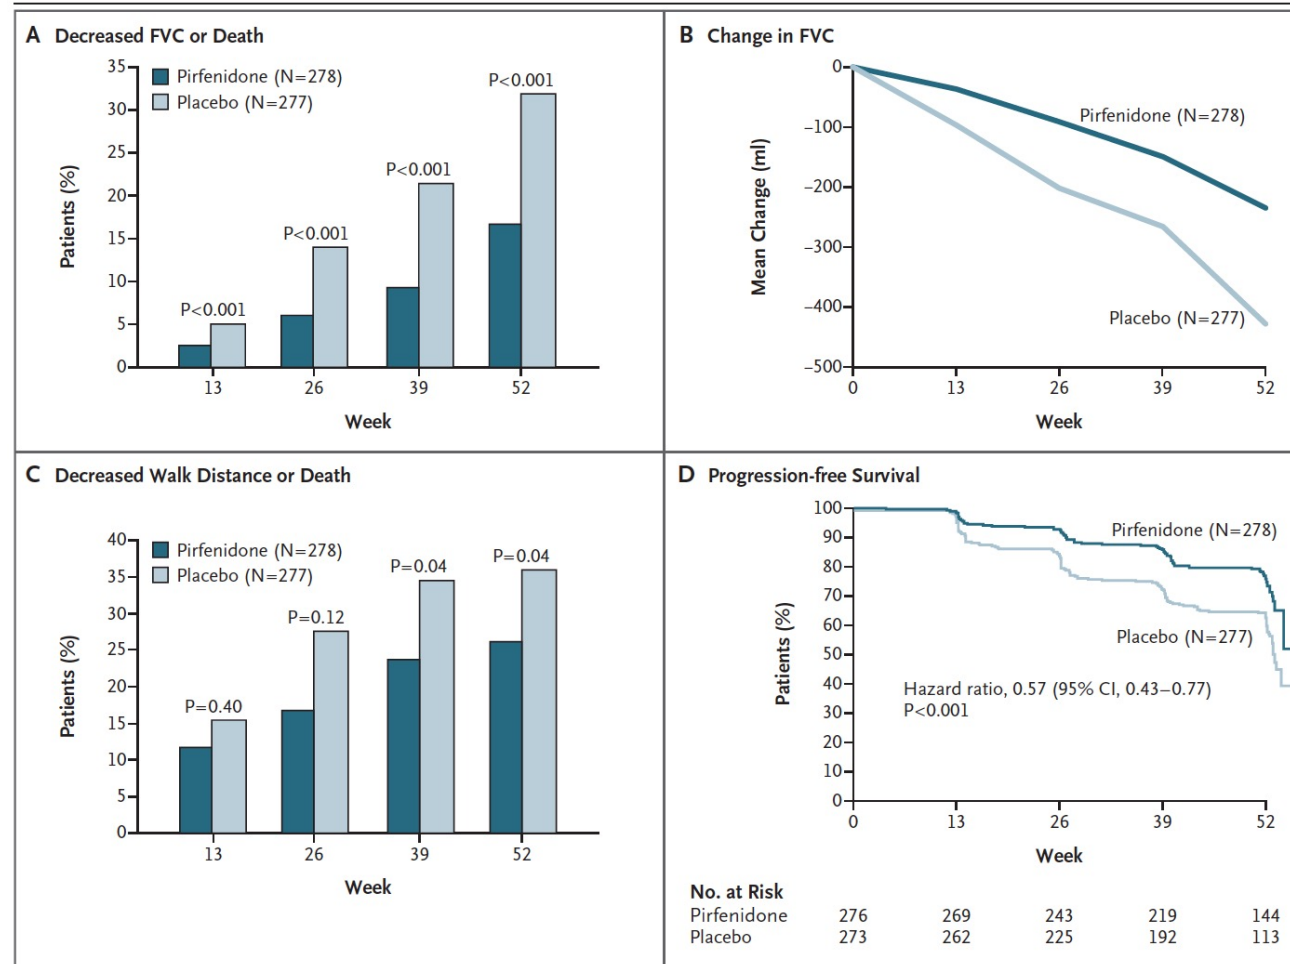 A Decreased FVC or Death
Pirfenidone (N=278)
Placebo (N=277)
Patients (%)
35
30
25
20
15
10
5
0
P<0.001
P<0.001
P<0.001
P<0.001
13 26 39 52
Week
B Change in FVC
Mean Change (ml)
0
–100
–200
–300
–400
–500
Pirfenidone (N=278)
Placebo (N=277)
0 13 26 39 52
Week
C Decreased Walk Distance or Death
Pirfenidone (N=278)
Placebo (N=277)
Patients (%)
40
35
30
25
20
15
10
5
0
P=0.40
P=0.12
P=0.04
P=0.04
13 26 39 52
Week
D Progression-free Survival
Patients (%)
100
90
80
70
60
50
40
30
20
10
0
Pirfenidone (N=278)
Placebo (N=277)
Hazard ratio, 0.57 (95% CI, 0.43–0.77)
P<0.001
0 13 26 39 52
Week
No. at Risk
Pirfenidone 276 269 243 219 144
Placebo 273 262 225 192 113